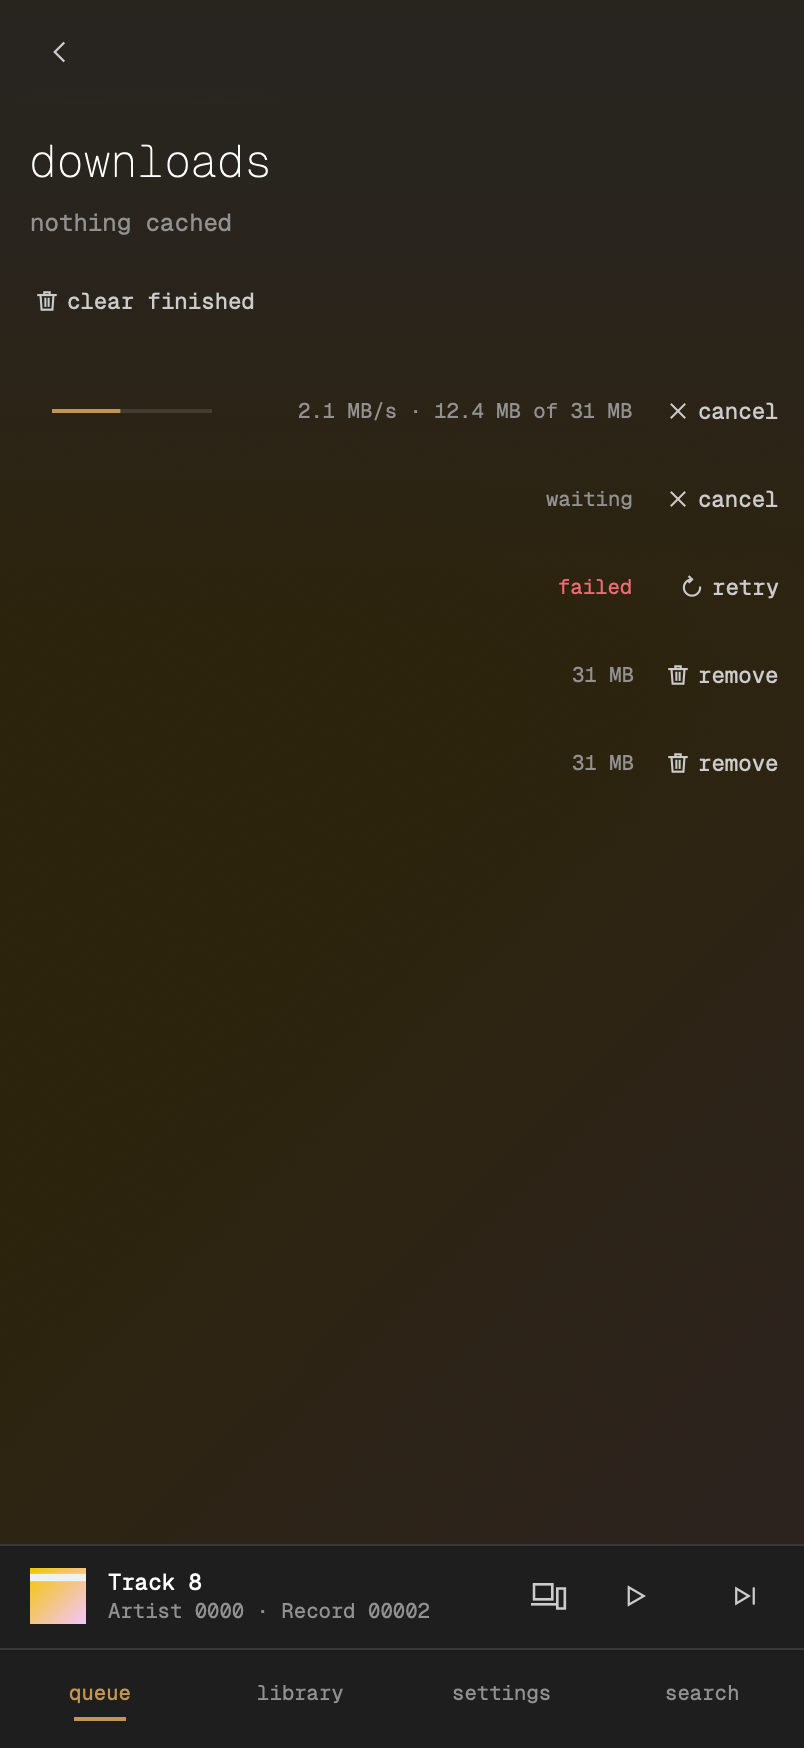 downloads
nothing cached
clear finished
2.1 MB/s · 12.4 MB of 31 MB cancel
waiting cancel
failed retry
31 MB remove
31 MB remove
Track 8
Artist 0000 · Record 00002
queue library settings search